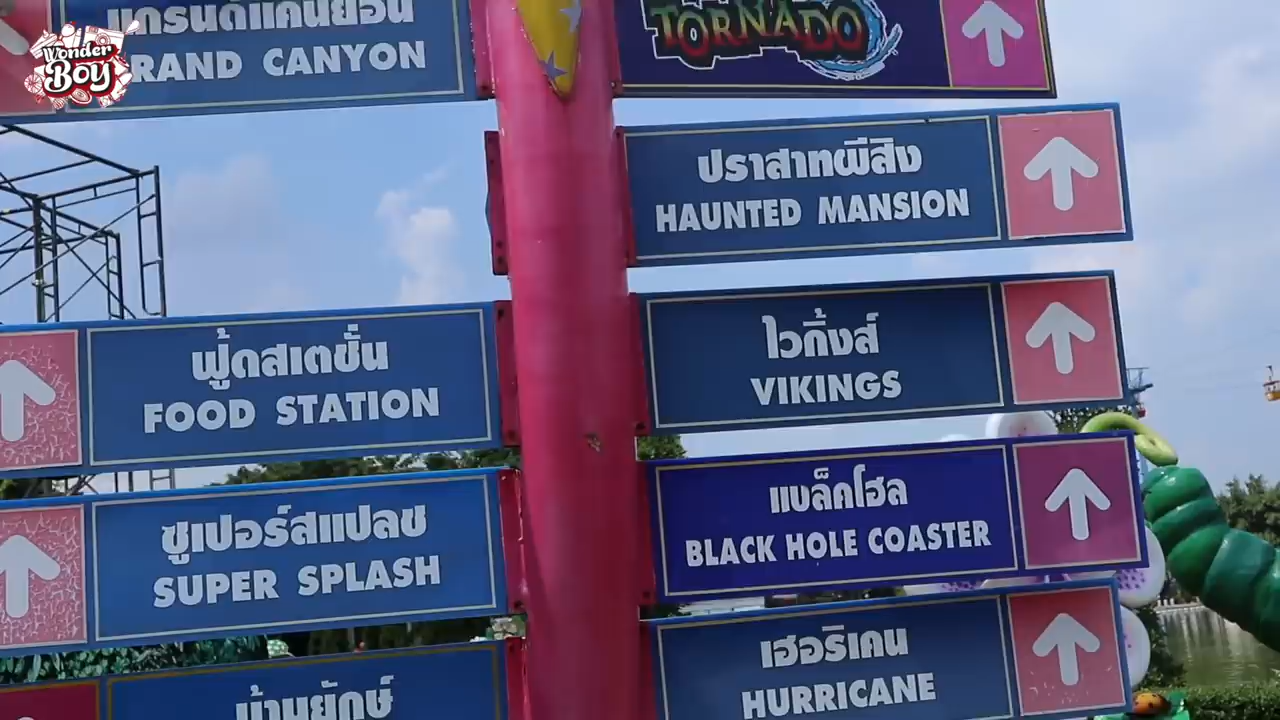 Wonder
Boy
แกรนด์แคนยอน
GRAND CANYON
ฟู้ดสเตชั่น
FOOD STATION
ซูเปอร์สแปลช
SUPER SPLASH
บ้านยักษ์
TORNADO
ปราสาทผีสิง
HAUNTED MANSION
ไวกิ้งส์
VIKINGS
แบล็คโฮล
BLACK HOLE COASTER
เฮอริเคน
HURRICANE